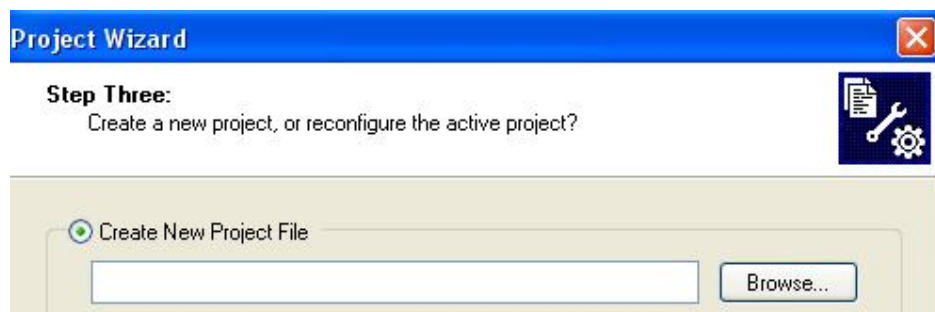 Project Wizard
Step Three:
Create a new project, or reconfigure the active project?
Create New Project File
Browse...